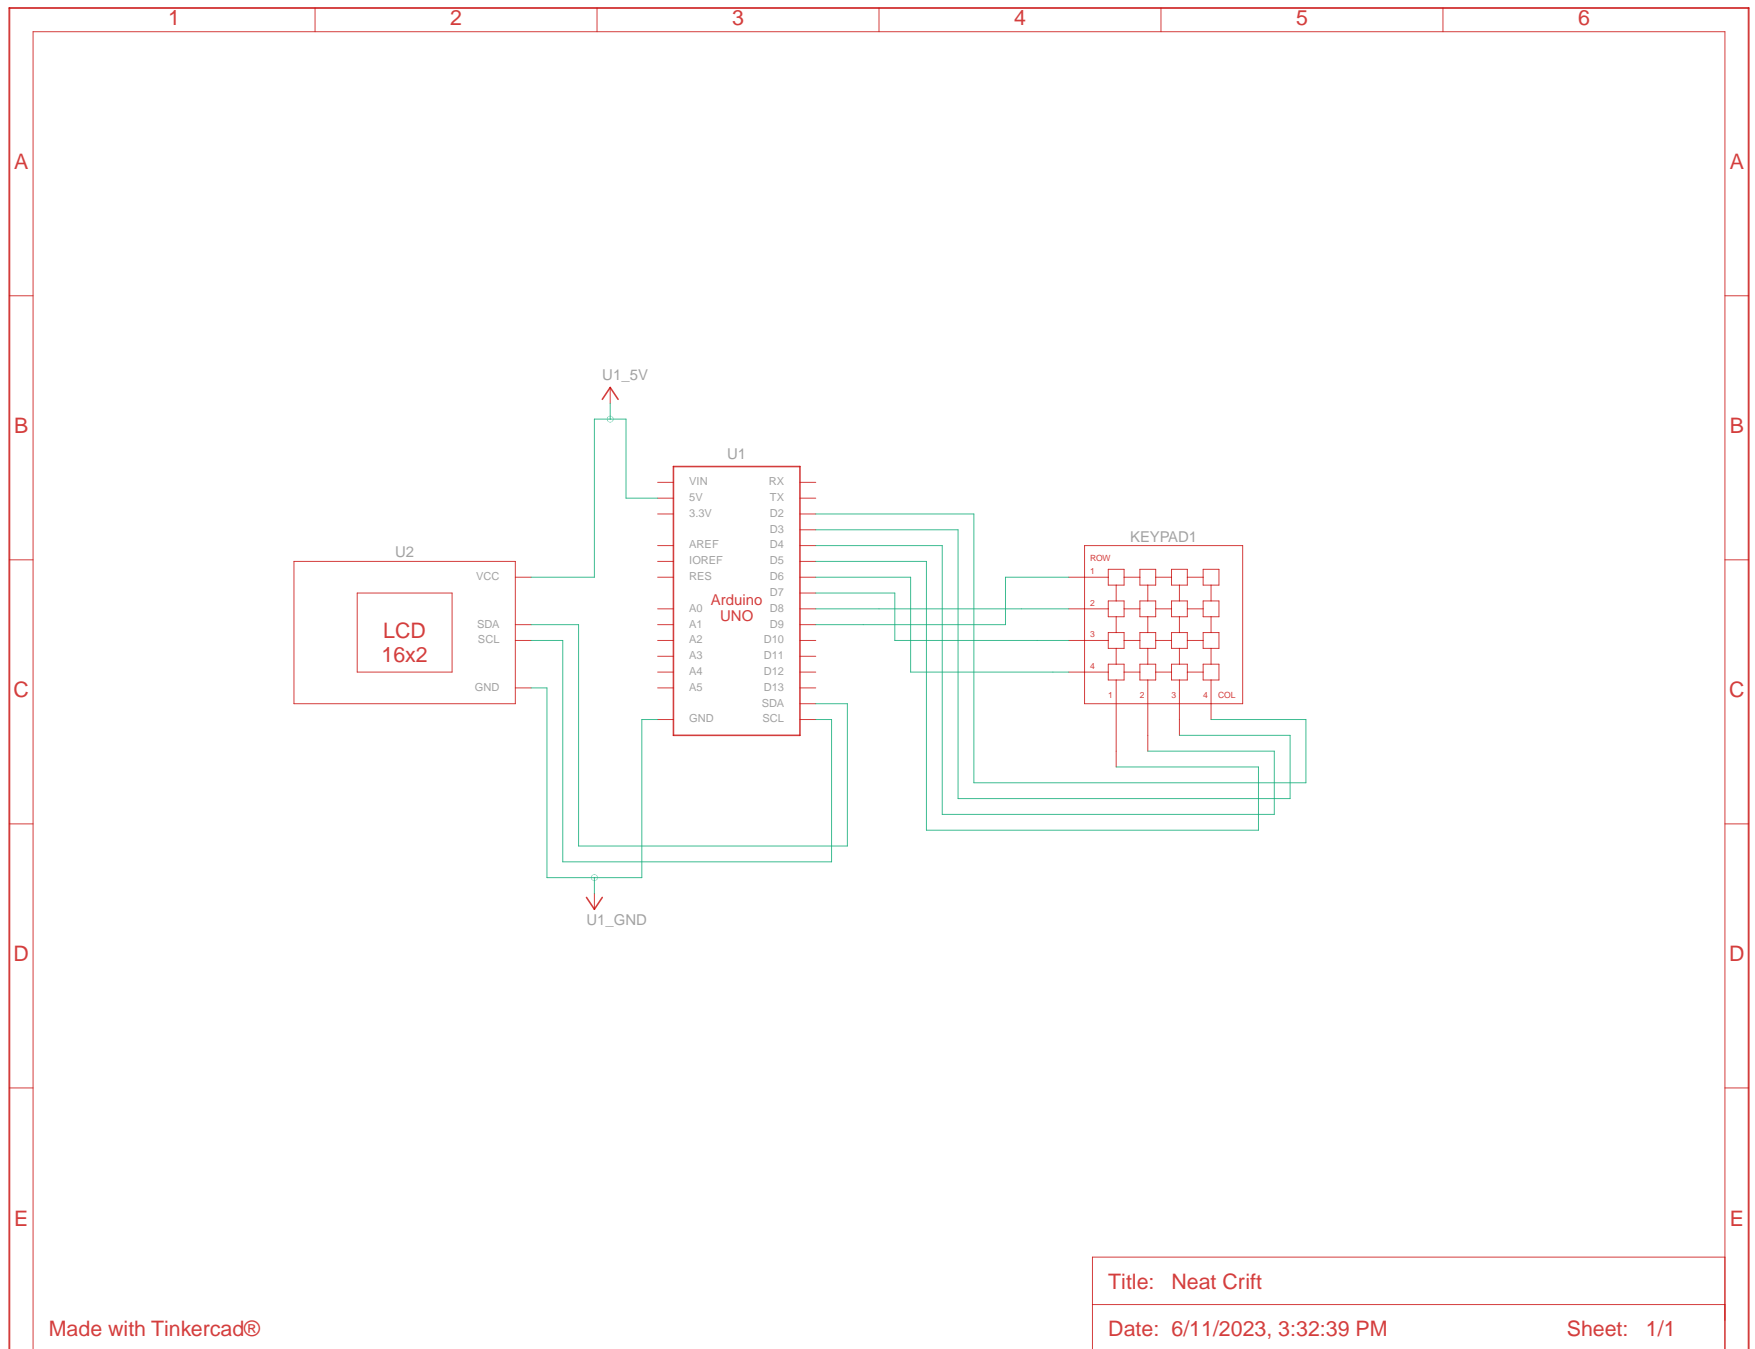 1 2 3 4 5 6
A A
B B
C C
D D
E E
U1_5V
U1
VIN RX
5V TX
3.3V D2
D3
AREF D4
IOREF D5
RES D6
D7
Arduino
UNO
A0 D8
A1 D9
A2 D10
A3 D11
A4 D12
A5 D13
SDA
GND SCL
U2
VCC
SDA
SCL
GND
LCD
16x2
U1_GND
KEYPAD1
ROW
1
2
3
4
1 2 3 4 COL
Title: Neat Crift
Date: 6/11/2023, 3:32:39 PM Sheet: 1/1
Made with Tinkercad®